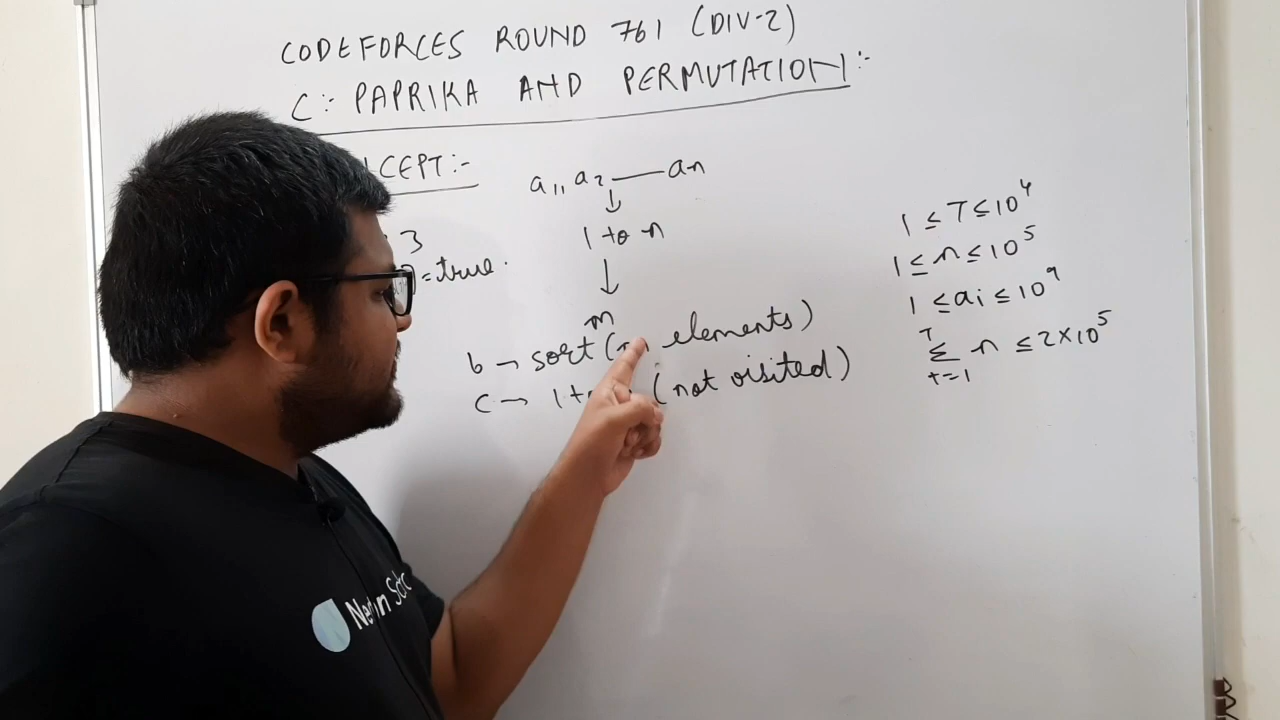 CODEFORCES ROUND 761 (DIV-2)
C:- PAPRIKA AND PERMUTATION:-
CEPT:-
a1, a2 — an
↓
1 to n
↓
m
3
=true.
b → sort ( elements)
c → 1 to (not visited)
1 ≤ T ≤ 10^4
1 ≤ n ≤ 10^5
1 ≤ ai ≤ 10^9
T
Σ n ≤ 2×10^5
t=1